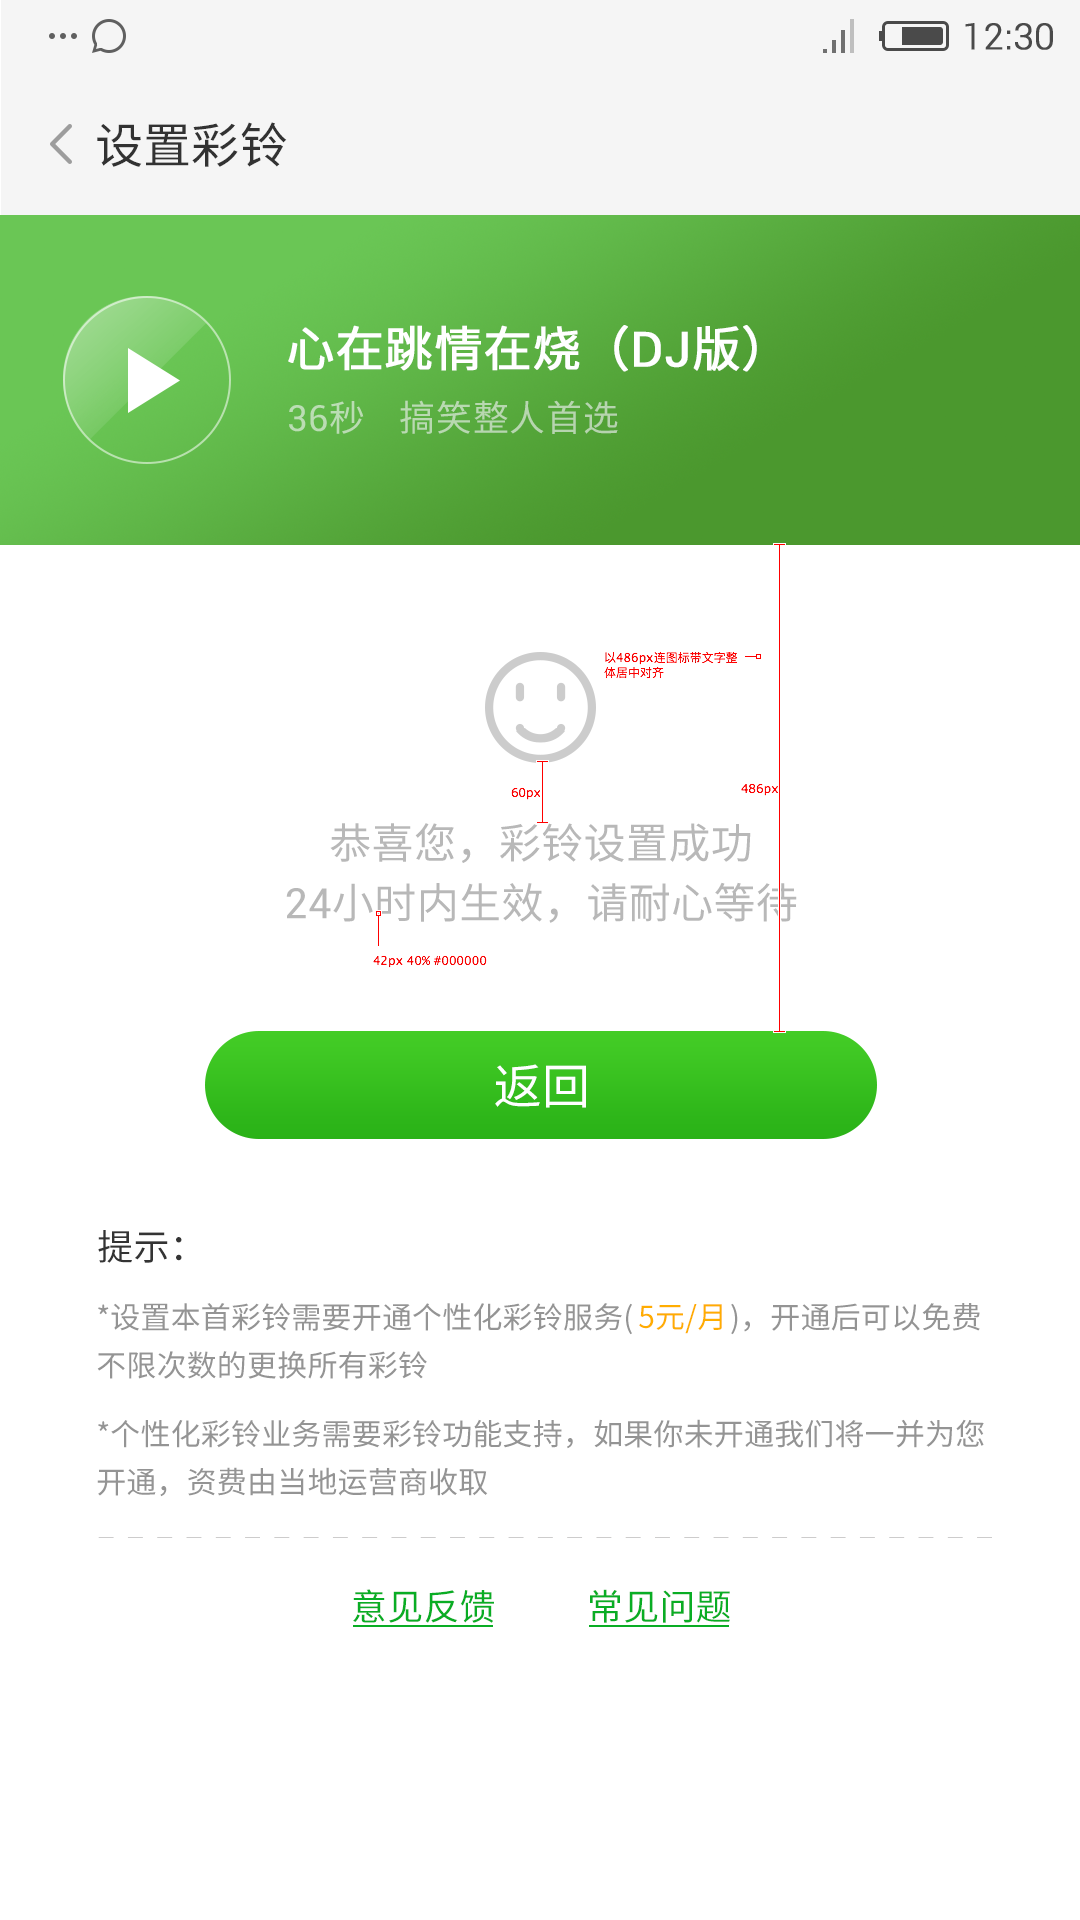 12:30
设置彩铃
心在跳情在烧（DJ版）
36秒 搞笑整人首选
以486px连图标带文字整
体居中对齐
60px
486px
恭喜您，彩铃设置成功
24小时内生效，请耐心等待
42px 40% #000000
返回
提示：
*设置本首彩铃需要开通个性化彩铃服务(5元/月)，开通后可以免费
不限次数的更换所有彩铃
*个性化彩铃业务需要彩铃功能支持，如果你未开通我们将一并为您
开通，资费由当地运营商收取
意见反馈 常见问题